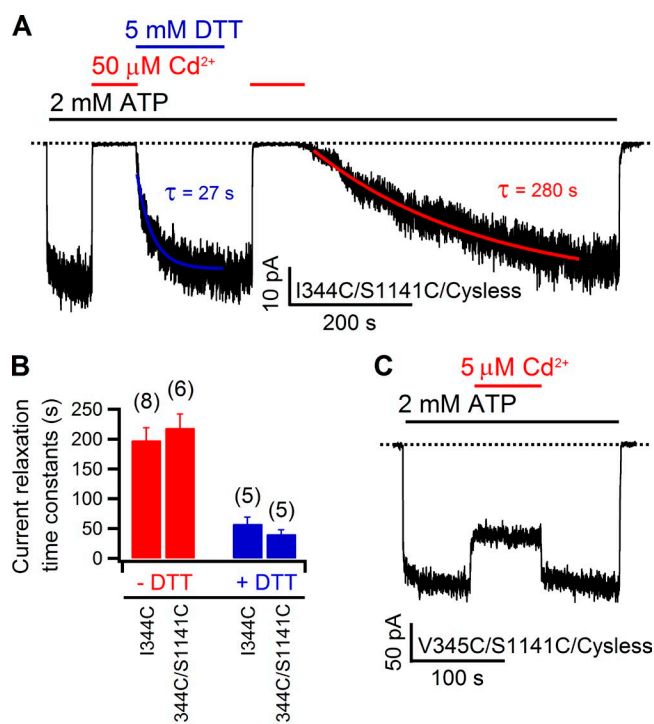 A
5 mM DTT
50 μM Cd²⁺
2 mM ATP
τ = 27 s
τ = 280 s
10 pA
I344C/S1141C/Cysless
200 s
B
Current relaxation
time constants (s)
250
200
150
100
50
0
(8)
(6)
(5)
(5)
- DTT
+ DTT
I344C
344C/S1141C
I344C
344C/S1141C
C
5 μM Cd²⁺
2 mM ATP
50 pA
V345C/S1141C/Cysless
100 s